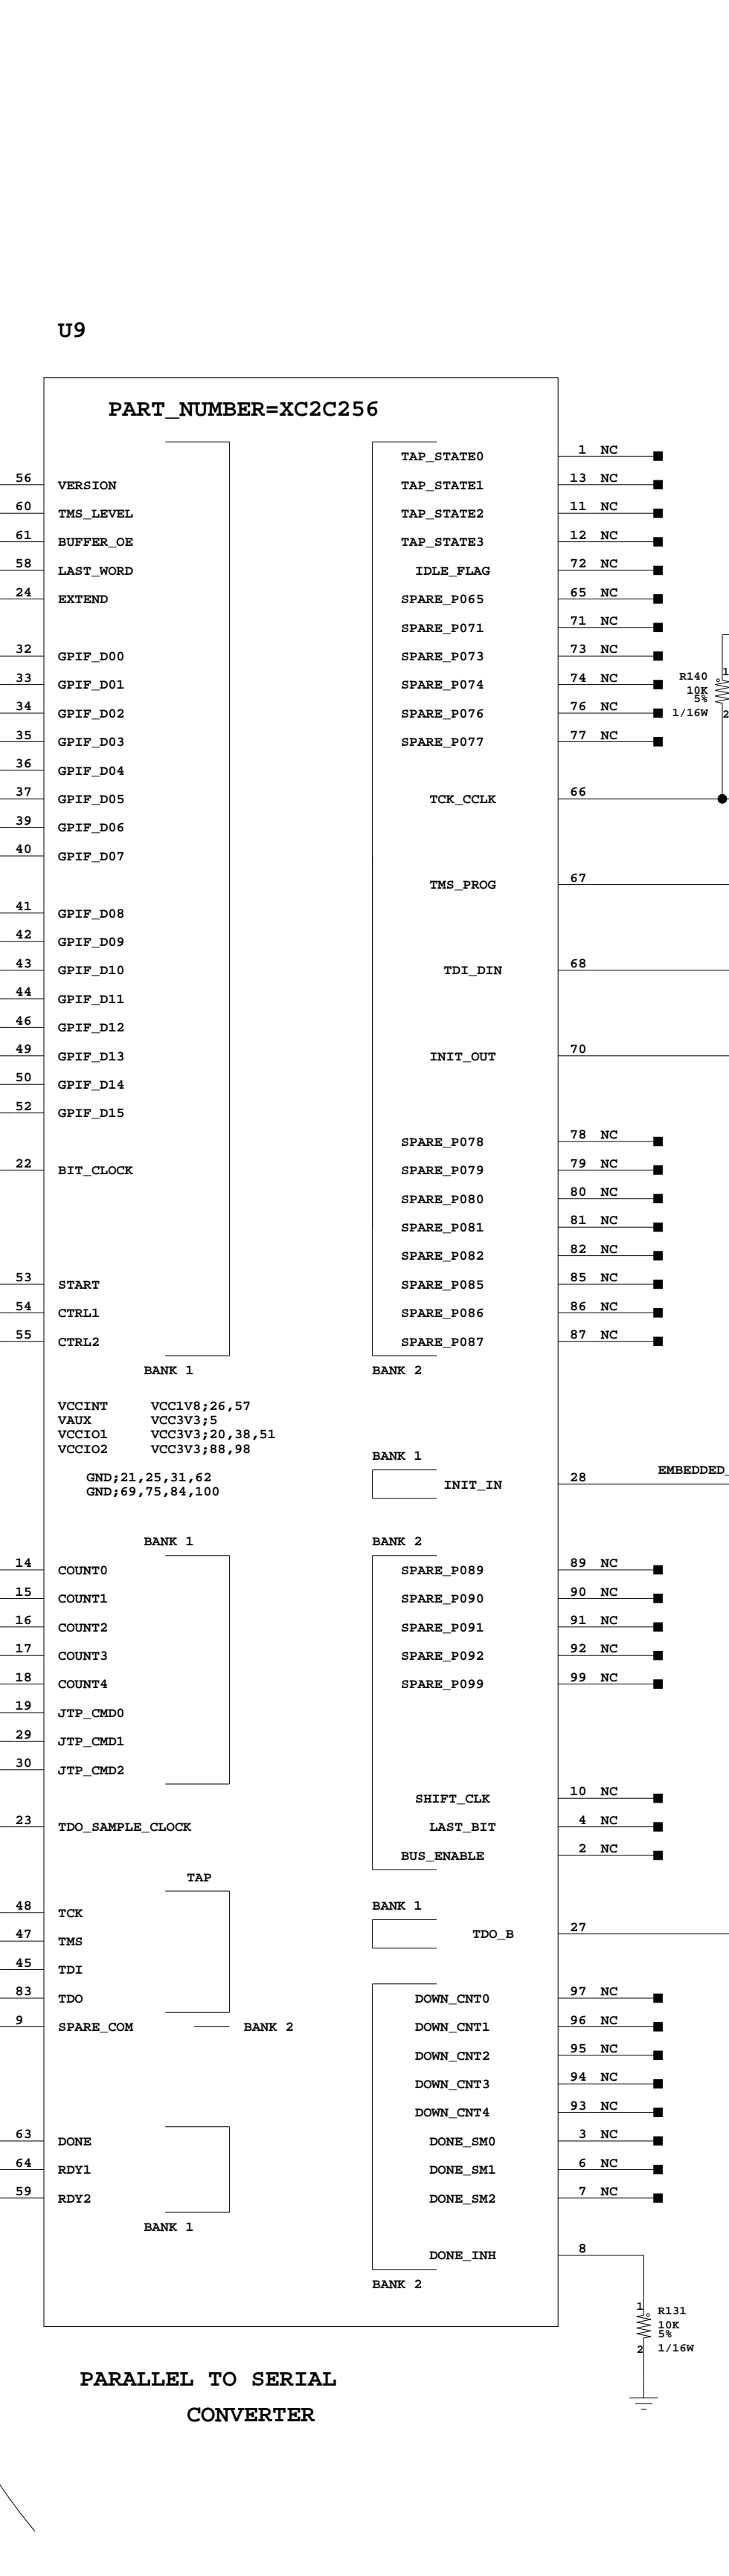 U9
PART_NUMBER=XC2C256
56 VERSION
60 TMS_LEVEL
61 BUFFER_OE
58 LAST_WORD
24 EXTEND
32 GPIF_D00
33 GPIF_D01
34 GPIF_D02
35 GPIF_D03
36 GPIF_D04
37 GPIF_D05
39 GPIF_D06
40 GPIF_D07
41 GPIF_D08
42 GPIF_D09
43 GPIF_D10
44 GPIF_D11
46 GPIF_D12
49 GPIF_D13
50 GPIF_D14
52 GPIF_D15
22 BIT_CLOCK
53 START
54 CTRL1
55 CTRL2
BANK 1
TAP_STATE0 1 NC
TAP_STATE1 13 NC
TAP_STATE2 11 NC
TAP_STATE3 12 NC
IDLE_FLAG 72 NC
SPARE_P065 65 NC
SPARE_P071 71 NC
SPARE_P073 73 NC
SPARE_P074 74 NC
SPARE_P076 76 NC
SPARE_P077 77 NC
TCK_CCLK 66
TMS_PROG 67
TDI_DIN 68
INIT_OUT 70
SPARE_P078 78 NC
SPARE_P079 79 NC
SPARE_P080 80 NC
SPARE_P081 81 NC
SPARE_P082 82 NC
SPARE_P085 85 NC
SPARE_P086 86 NC
SPARE_P087 87 NC
BANK 2
R140
10K
5%
1/16W
1
2
VCCINT VCC1V8;26,57
VAUX VCC3V3;5
VCCIO1 VCC3V3;20,38,51
VCCIO2 VCC3V3;88,98
GND;21,25,31,62
GND;69,75,84,100
BANK 1
INIT_IN 28
EMBEDDED_
BANK 1
14 COUNT0
15 COUNT1
16 COUNT2
17 COUNT3
18 COUNT4
19 JTP_CMD0
29 JTP_CMD1
30 JTP_CMD2
23 TDO_SAMPLE_CLOCK
TAP
48 TCK
47 TMS
45 TDI
83 TDO
9 SPARE_COM BANK 2
63 DONE
64 RDY1
59 RDY2
BANK 1
BANK 2
SPARE_P089 89 NC
SPARE_P090 90 NC
SPARE_P091 91 NC
SPARE_P092 92 NC
SPARE_P099 99 NC
SHIFT_CLK 10 NC
LAST_BIT 4 NC
BUS_ENABLE 2 NC
BANK 1
TDO_B 27
DOWN_CNT0 97 NC
DOWN_CNT1 96 NC
DOWN_CNT2 95 NC
DOWN_CNT3 94 NC
DOWN_CNT4 93 NC
DONE_SM0 3 NC
DONE_SM1 6 NC
DONE_SM2 7 NC
DONE_INH 8
BANK 2
1
R131
10K
5%
2 1/16W
PARALLEL TO SERIAL
CONVERTER